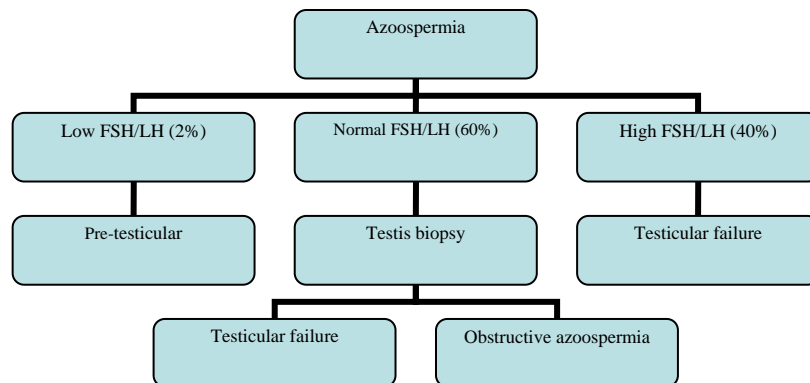 Azoospermia
Low FSH/LH (2%)
Normal FSH/LH (60%)
High FSH/LH (40%)
Pre-testicular
Testis biopsy
Testicular failure
Testicular failure
Obstructive azoospermia